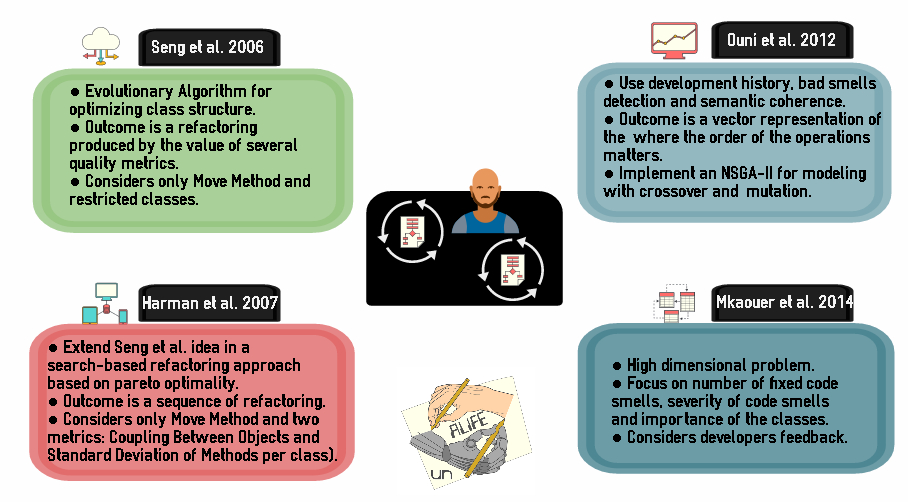 Seng et al. 2006
● Evolutionary Algorithm for
optimizing class structure.
● Outcome is a refactoring
produced by the value of several
quality metrics.
● Considers only Move Method and
restricted classes.
Ouni et al. 2012
● Use development history, bad smells
detection and semantic coherence.
● Outcome is a vector representation of
the where the order of the operations
matters.
● Implement an NSGA-II for modeling
with crossover and mutation.
Harman et al. 2007
● Extend Seng et al. idea in a
search-based refactoring approach
based on pareto optimality.
● Outcome is a sequence of refactoring.
● Considers only Move Method and two
metrics: Coupling Between Objects and
Standard Deviation of Methods per class).
Mkaouer et al. 2014
● High dimensional problem.
● Focus on number of fixed code
smells, severity of code smells
and importance of the classes.
● Considers developers feedback.
ALIFE
un